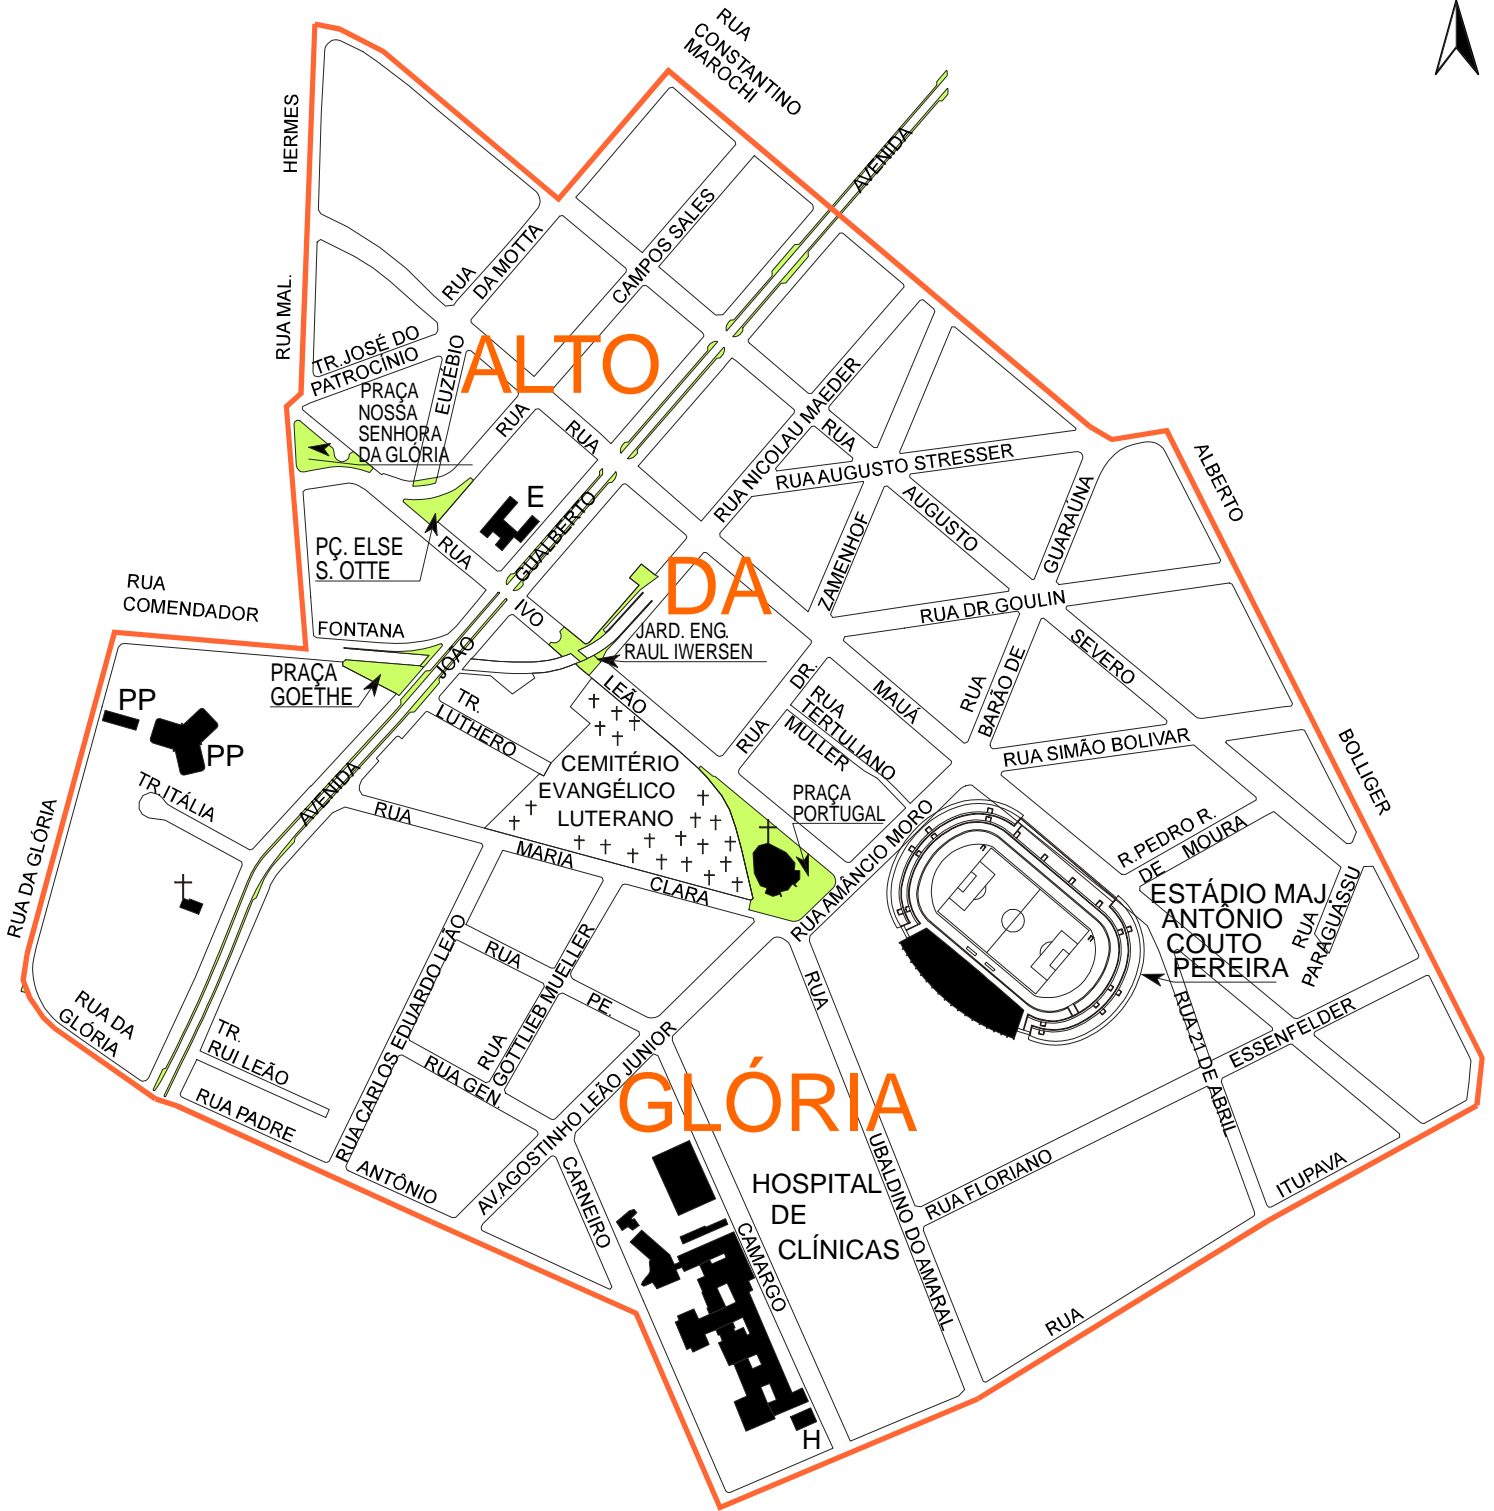 RUA
CONSTANTINO
MAROCHI
HERMES
RUA MAL.
AVENIDA
CAMPOS SALES
RUA
DA MOTTA
TR.JOSÉ DO
PATROCÍNIO
EUZÉBIO
ALTO
PRAÇA
NOSSA
SENHORA
DA GLÓRIA
RUA
RUA
RUA NICOLAU MAEDER
RUA
RUA AUGUSTO STRESSER
AUGUSTO
GUARAÚNA
ALBERTO
E
GUALBERTO
PÇ. ELSE
S. OTTE
RUA
ZAMENHOF
DA
RUA
COMENDADOR
FONTANA
IVO
RUA DR.GOULIN
JOÃO
JARD. ENG.
RAUL IWERSEN
PRAÇA
GOETHE
SEVERO
PP
PP
TR.
LUTHERO
LEÃO
DR.
RUA
RUA
TERTULIANO
MULLER
MAUÁ
RUA
BARÃO DE
RUA SIMÃO BOLIVAR
BOLLIGER
TR.ITÁLIA
AVENIDA
CEMITÉRIO
EVANGÉLICO
LUTERANO
PRAÇA
PORTUGAL
RUA
MARIA
CLARA
RUA AMÂNCIO MORO
R.PEDRO R.
DE MOURA
RUA DA GLÓRIA
ESTÁDIO MAJ.
ANTÔNIO
COUTO
PEREIRA
RUA
PARAGUASSU
RUA CARLOS EDUARDO LEÃO
RUA
PE.
RUA
GOTTLIEB MUELLER
RUA
RUA 21 DE ABRIL
ESSENFELDER
RUA DA
GLÓRIA
TR.
RUI LEÃO
RUA GEN.
AV.AGOSTINHO LEÃO JUNIOR
GLÓRIA
RUA PADRE
ANTÔNIO
CARNEIRO
UBALDINO DO AMARAL
HOSPITAL
DE
CLÍNICAS
CAMARGO
RUA FLORIANO
ITUPAVA
RUA
H